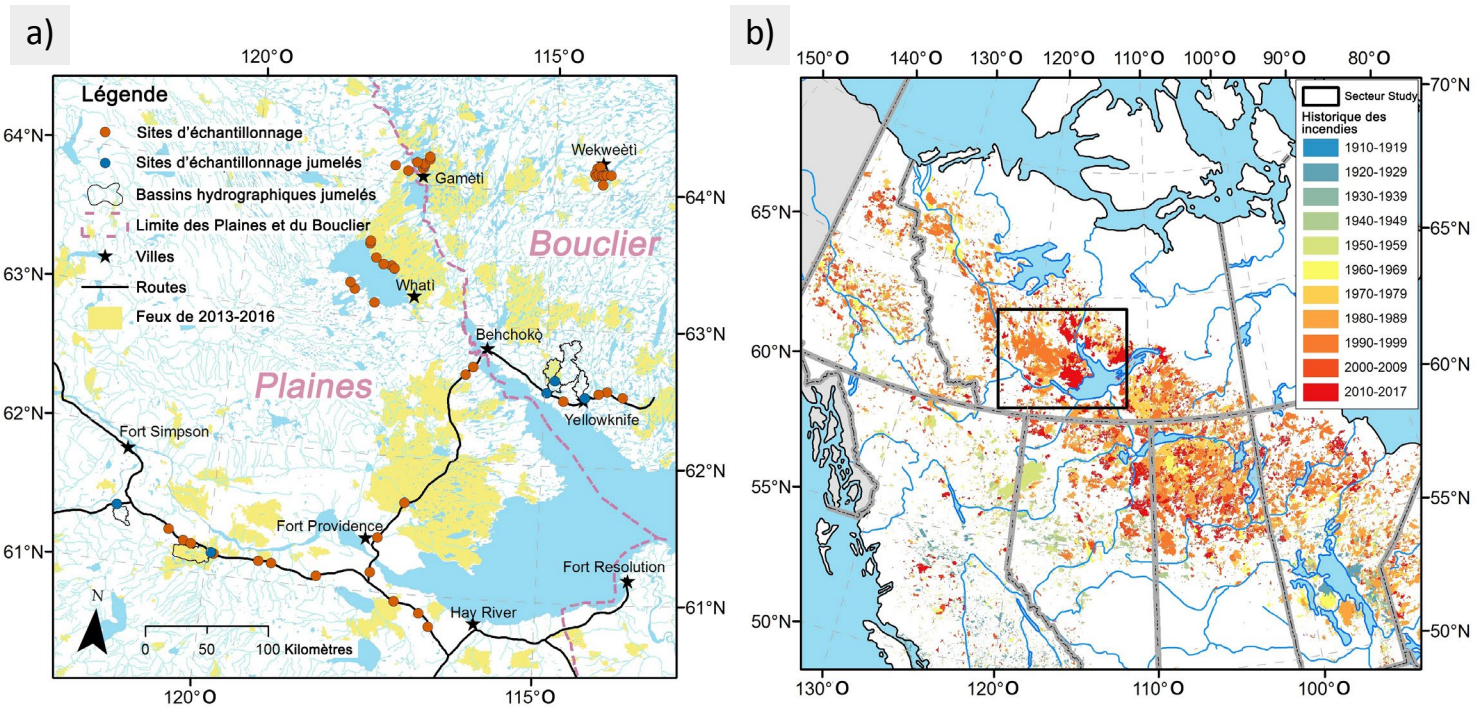 a)
120°O
115°O
Légende
Sites d'échantillonnage
Sites d'échantillonnage jumelés
Bassins hydrographiques jumelés
Limite des Plaines et du Bouclier
Villes
Routes
Feux de 2013-2016
64°N
63°N
62°N
61°N
64°N
63°N
62°N
61°N
Wekweètì
Gamètì
Bouclier
Whatì
Behchokǫ̀
Plaines
Yellowknife
Fort Simpson
Fort Providence
Fort Resolution
Hay River
N
0 50 100 Kilomètres
120°O
115°O
b)
150°O 140°O 130°O 120°O 110°O 100°O 90°O 80°O
70°N
65°N
60°N
55°N
50°N
65°N
60°N
55°N
50°N
Secteur Study
Historique des
incendies
1910-1919
1920-1929
1930-1939
1940-1949
1950-1959
1960-1969
1970-1979
1980-1989
1990-1999
2000-2009
2010-2017
130°O 120°O 110°O 100°O